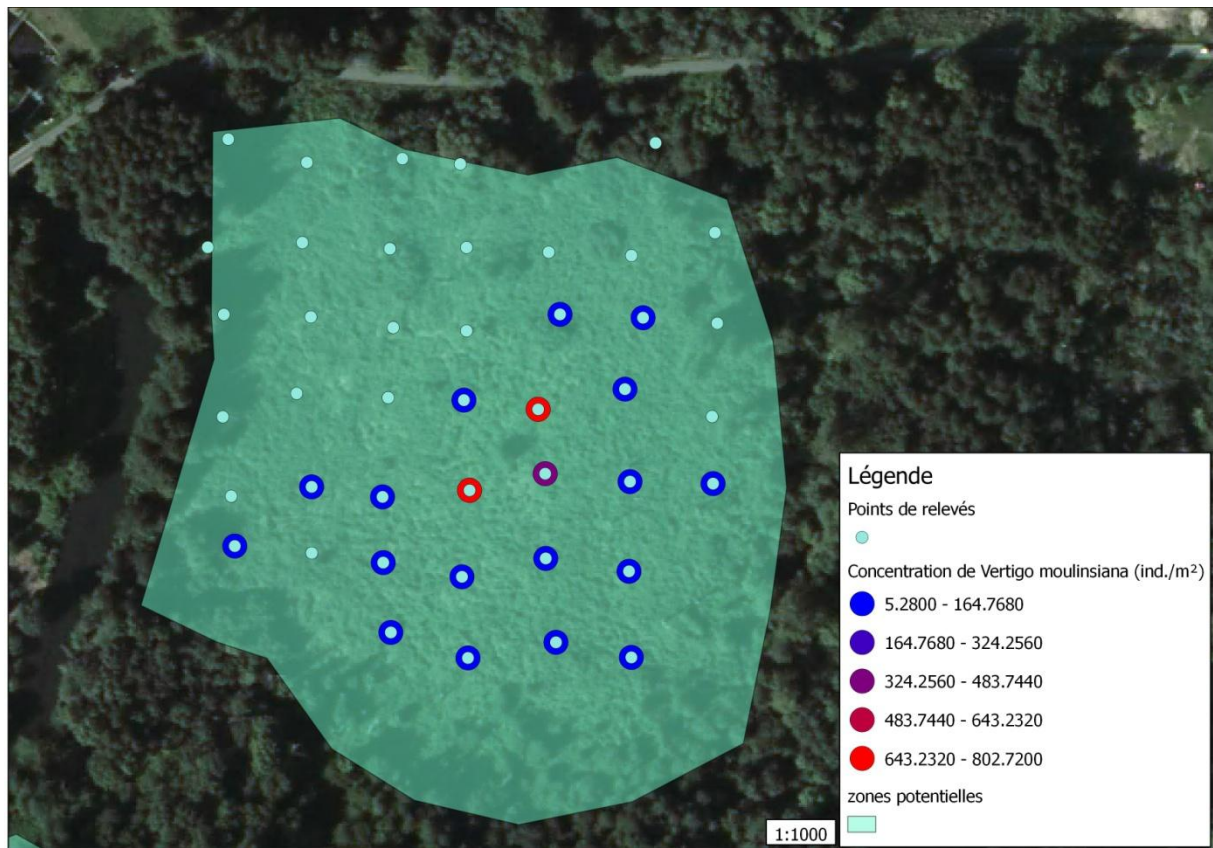 Légende
Points de relevés
Concentration de Vertigo moulinsiana (ind./m²)
5.2800 - 164.7680
164.7680 - 324.2560
324.2560 - 483.7440
483.7440 - 643.2320
643.2320 - 802.7200
zones potentielles
1:1000